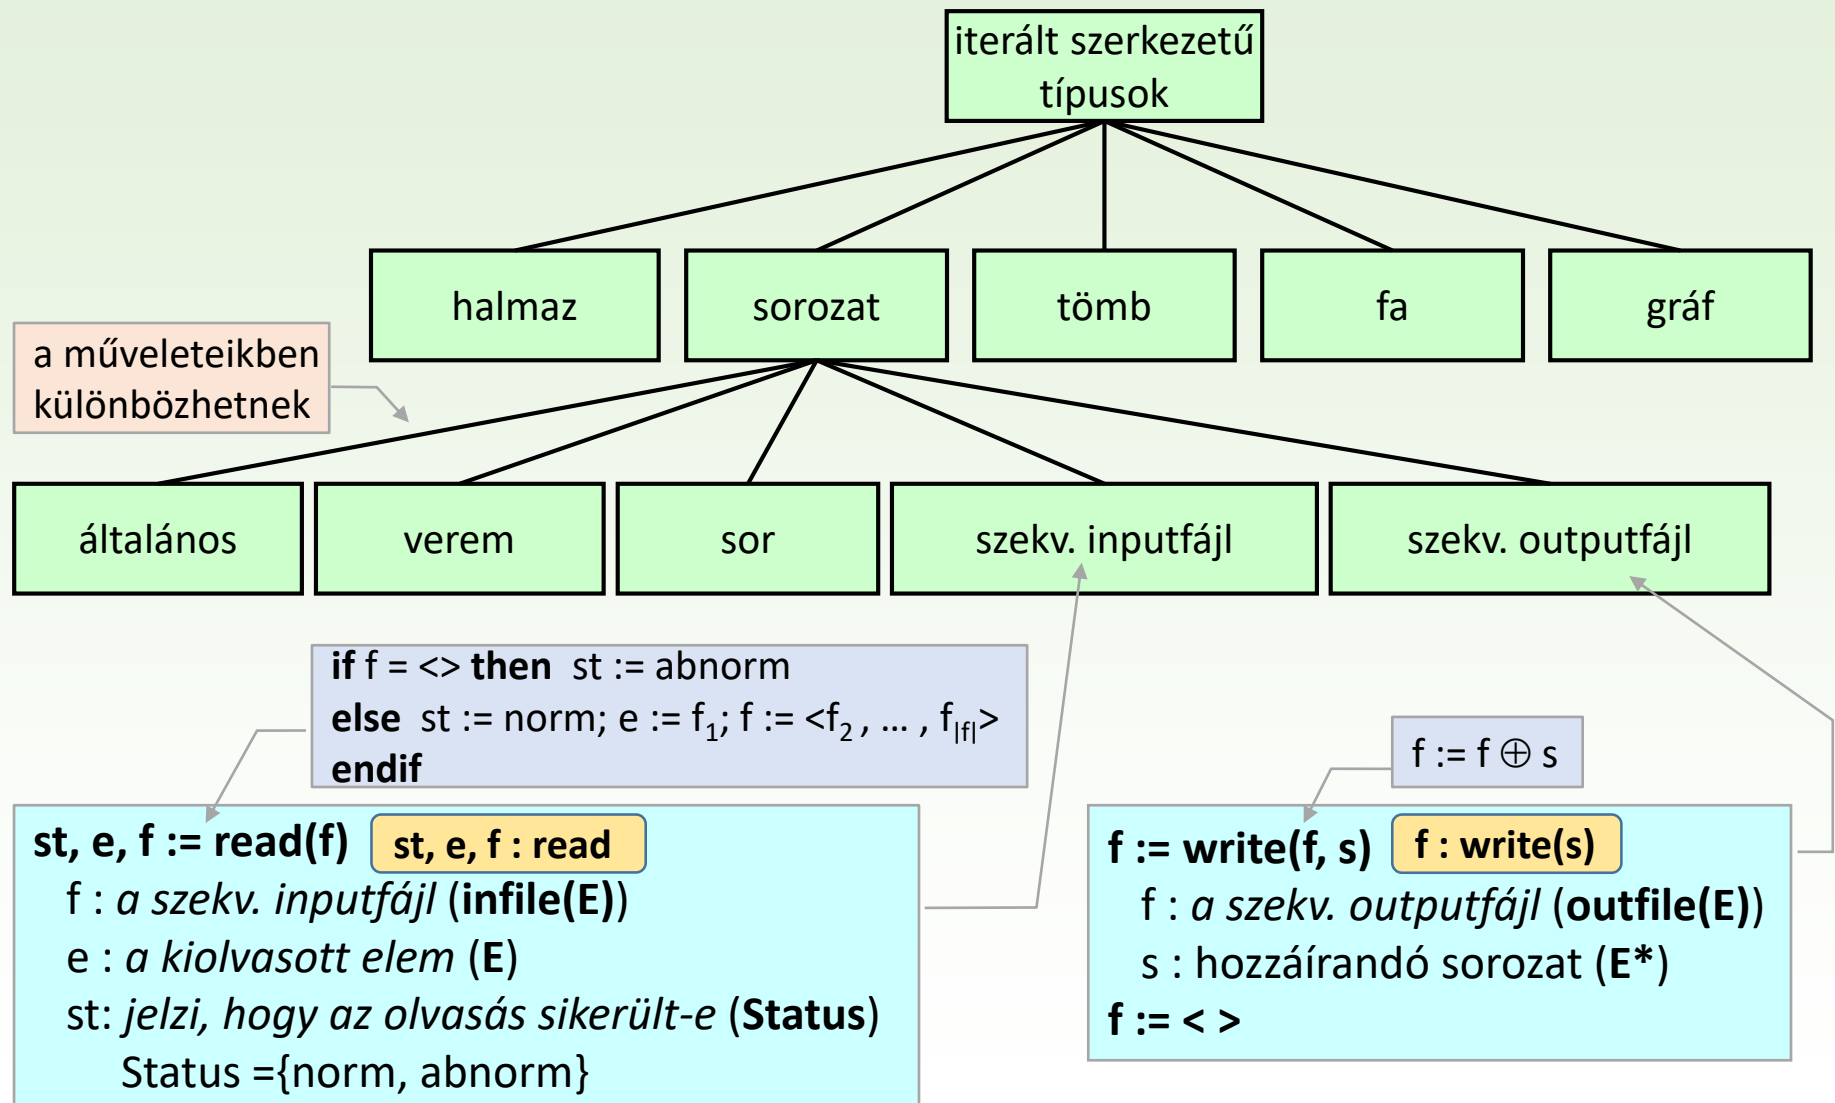 iterált szerkezetű
típusok
halmaz
sorozat
tömb
fa
gráf
a műveleteikben
különbözhetnek
általános
verem
sor
szekv. inputfájl
szekv. outputfájl
if f = <> then st := abnorm
else st := norm; e := f₁; f := <f₂ , ... , f|f|>
endif
f := f ⊕ s
st, e, f := read(f)
st, e, f : read
f : a szekv. inputfájl (infile(E))
e : a kiolvasott elem (E)
st: jelzi, hogy az olvasás sikerült-e (Status)
Status ={norm, abnorm}
f := write(f, s)
f : write(s)
f : a szekv. outputfájl (outfile(E))
s : hozzáírandó sorozat (E*)
f := < >